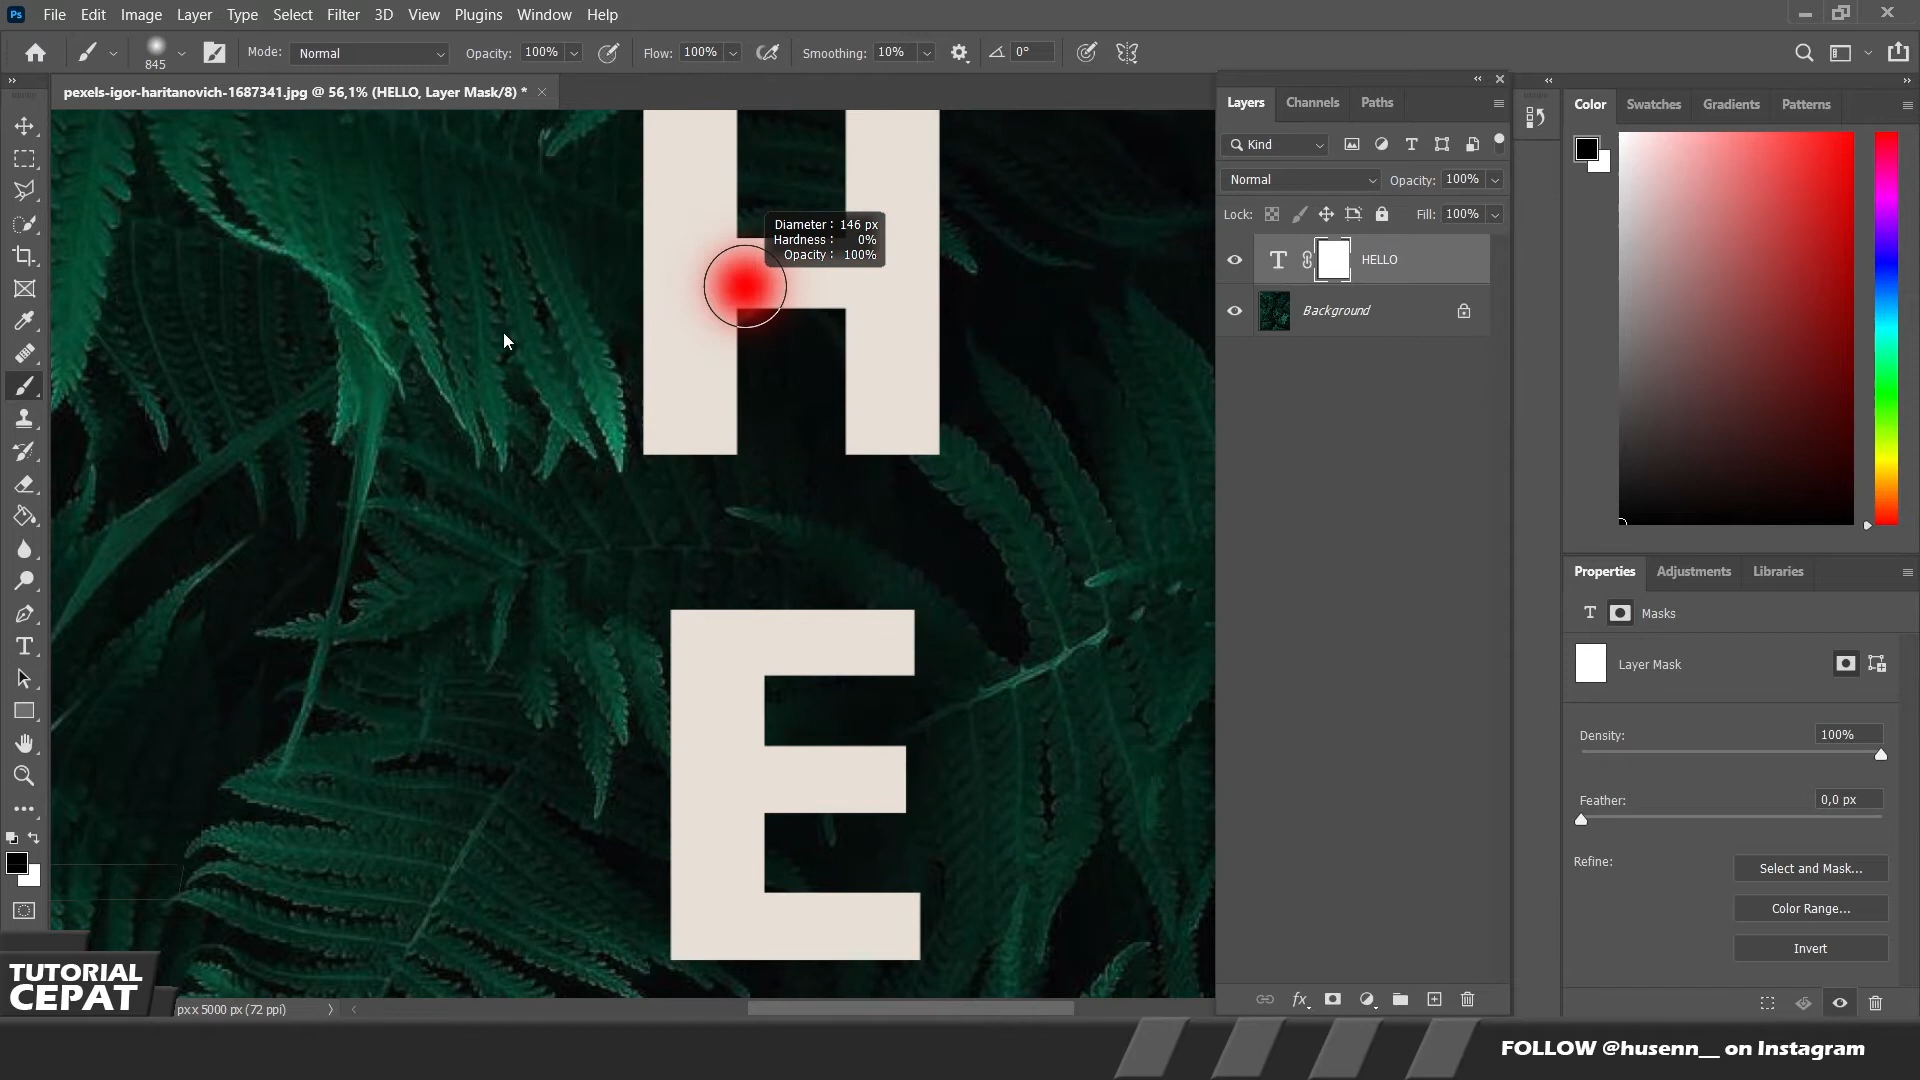 Ps File Edit Image Layer Type Select Filter 3D View Plugins Window Help
845 Mode: Normal Opacity: 100% Flow: 100% Smoothing: 10% 0°
pexels-igor-haritanovich-1687341.jpg @ 56,1% (HELLO, Layer Mask/8) *
Layers Channels Paths
Kind
Normal Opacity: 100%
Lock: Fill: 100%
HELLO
Background
Color Swatches Gradients Patterns
Diameter : 146 px
Hardness : 0%
Opacity : 100%
H
E
Properties Adjustments Libraries
T Masks
Layer Mask
Density: 100%
Feather: 0,0 px
Refine:
Select and Mask...
Color Range...
Invert
px x 5000 px (72 ppi)
fx
TUTORIAL
CEPAT
FOLLOW @husenn__ on Instagram